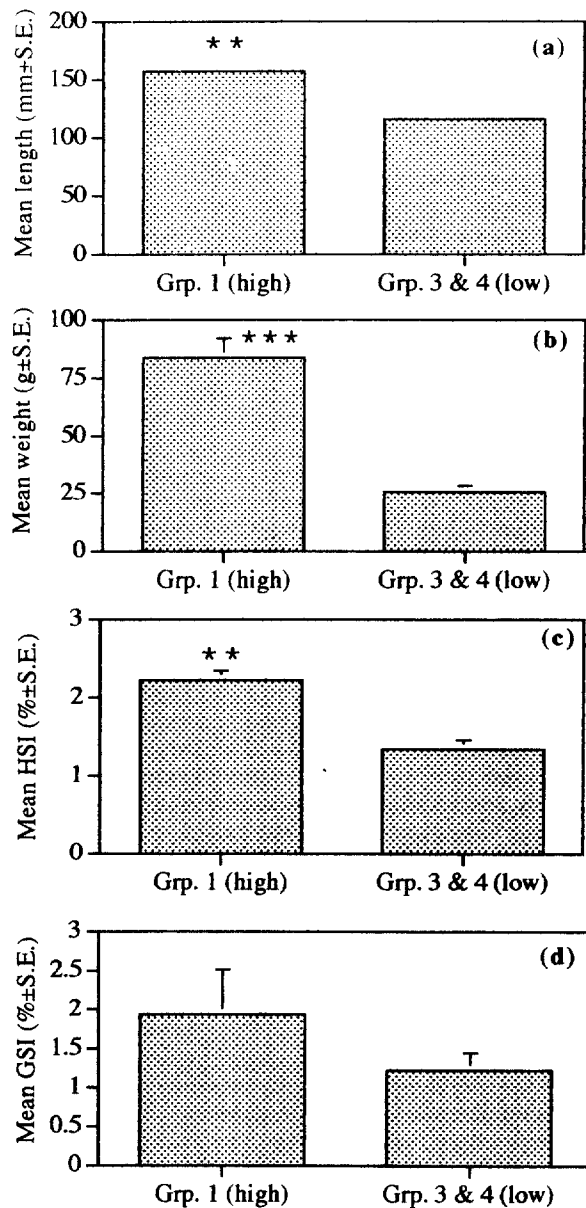 200
★ ★
(a)
150
100
50
0
Mean length (mm±S.E.)
Grp. 1 (high)
Grp. 3 & 4 (low)
100
★ ★ ★
(b)
75
50
25
0
Mean weight (g±S.E.)
Grp. 1 (high)
Grp. 3 & 4 (low)
3
(c)
★ ★
2
1
0
Mean HSI (%±S.E.)
Grp. 1 (high)
Grp. 3 & 4 (low)
3
(d)
2.5
2
1.5
1
0.5
0
Mean GSI (%±S.E.)
Grp. 1 (high)
Grp. 3 & 4 (low)